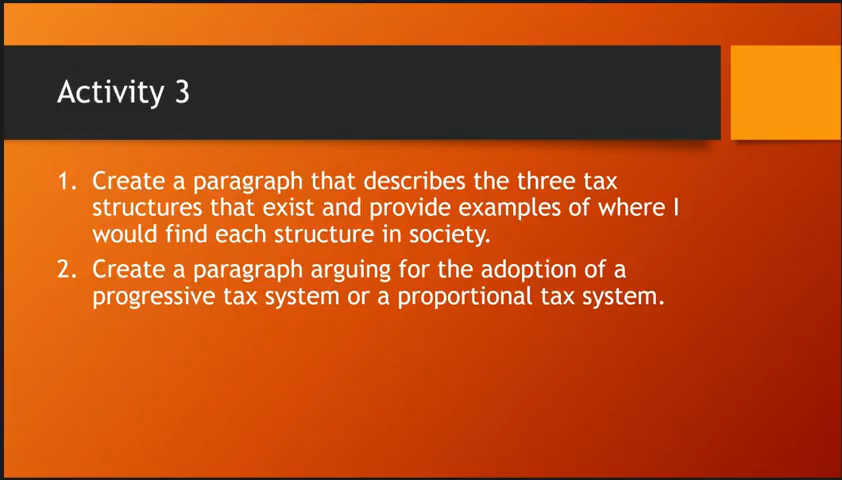 Activity 3
1. Create a paragraph that describes the three tax
structures that exist and provide examples of where I
would find each structure in society.
2. Create a paragraph arguing for the adoption of a
progressive tax system or a proportional tax system.